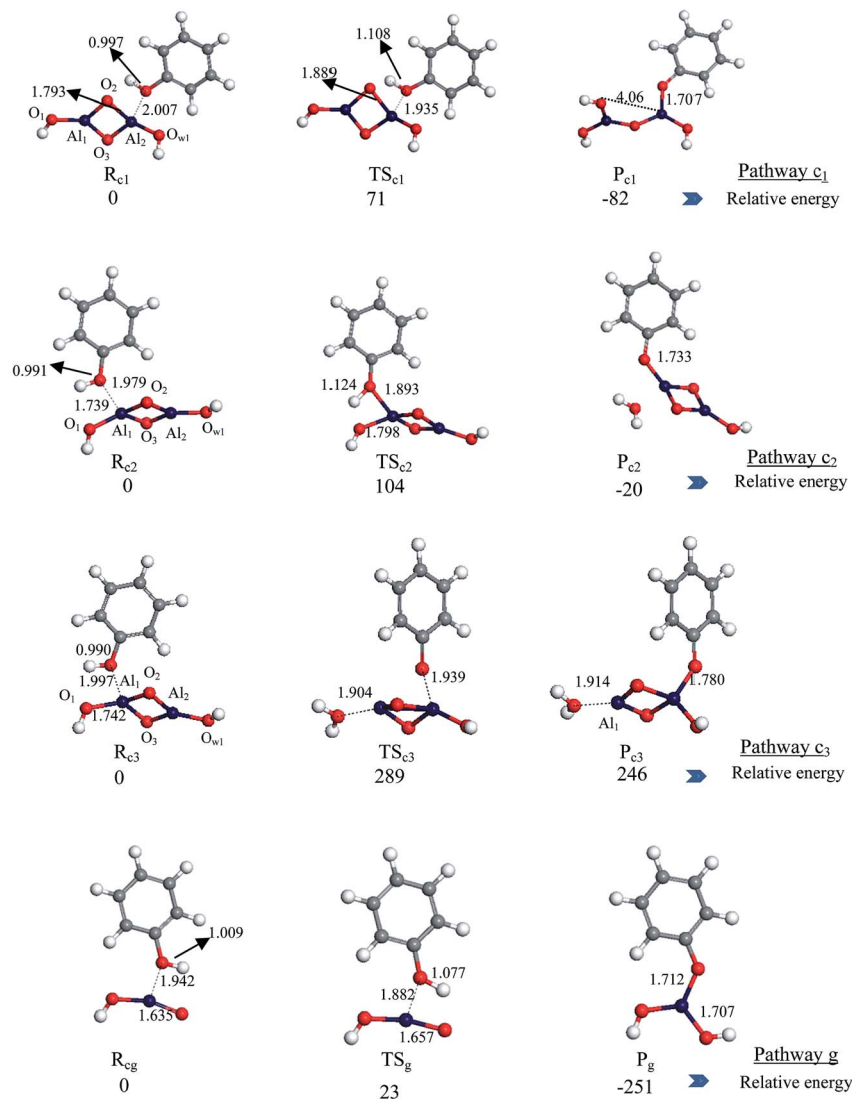 0.997
1.793
O2
2.007
O1
Al1
Al2
Ow1
O3
Rc1
0
1.108
1.889
1.935
TSc1
71
4.06
1.707
Pc1
-82
Pathway c1
Relative energy
0.991
1.979
O2
1.739
O1
Al1
O3
Al2
Ow1
Rc2
0
1.124
1.893
1.798
TSc2
104
1.733
Pc2
-20
Pathway c2
Relative energy
0.990
1.997
Al1
O2
Al2
O1
1.742
O3
Ow1
Rc3
0
1.939
1.904
TSc3
289
1.914
1.780
Al1
Pc3
246
Pathway c3
Relative energy
1.009
1.942
1.635
Rcg
0
1.077
1.882
1.657
TSg
23
1.712
1.707
Pg
-251
Pathway g
Relative energy